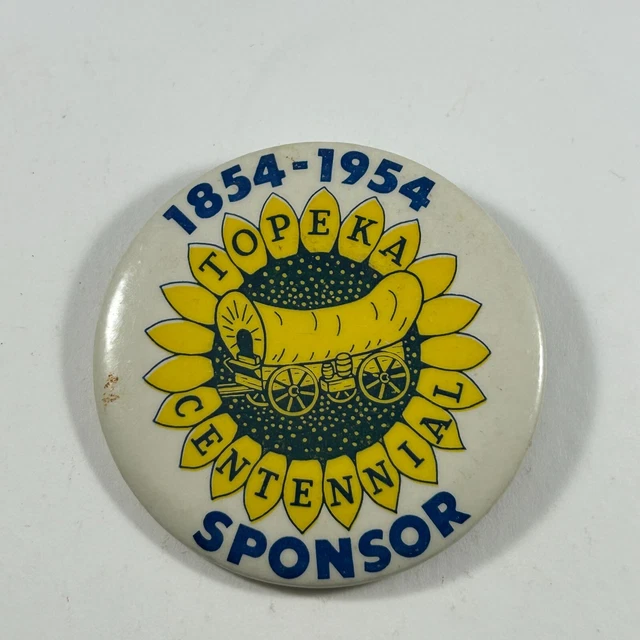 1854-1954
TOPEKA
CENTENNIAL
SPONSOR